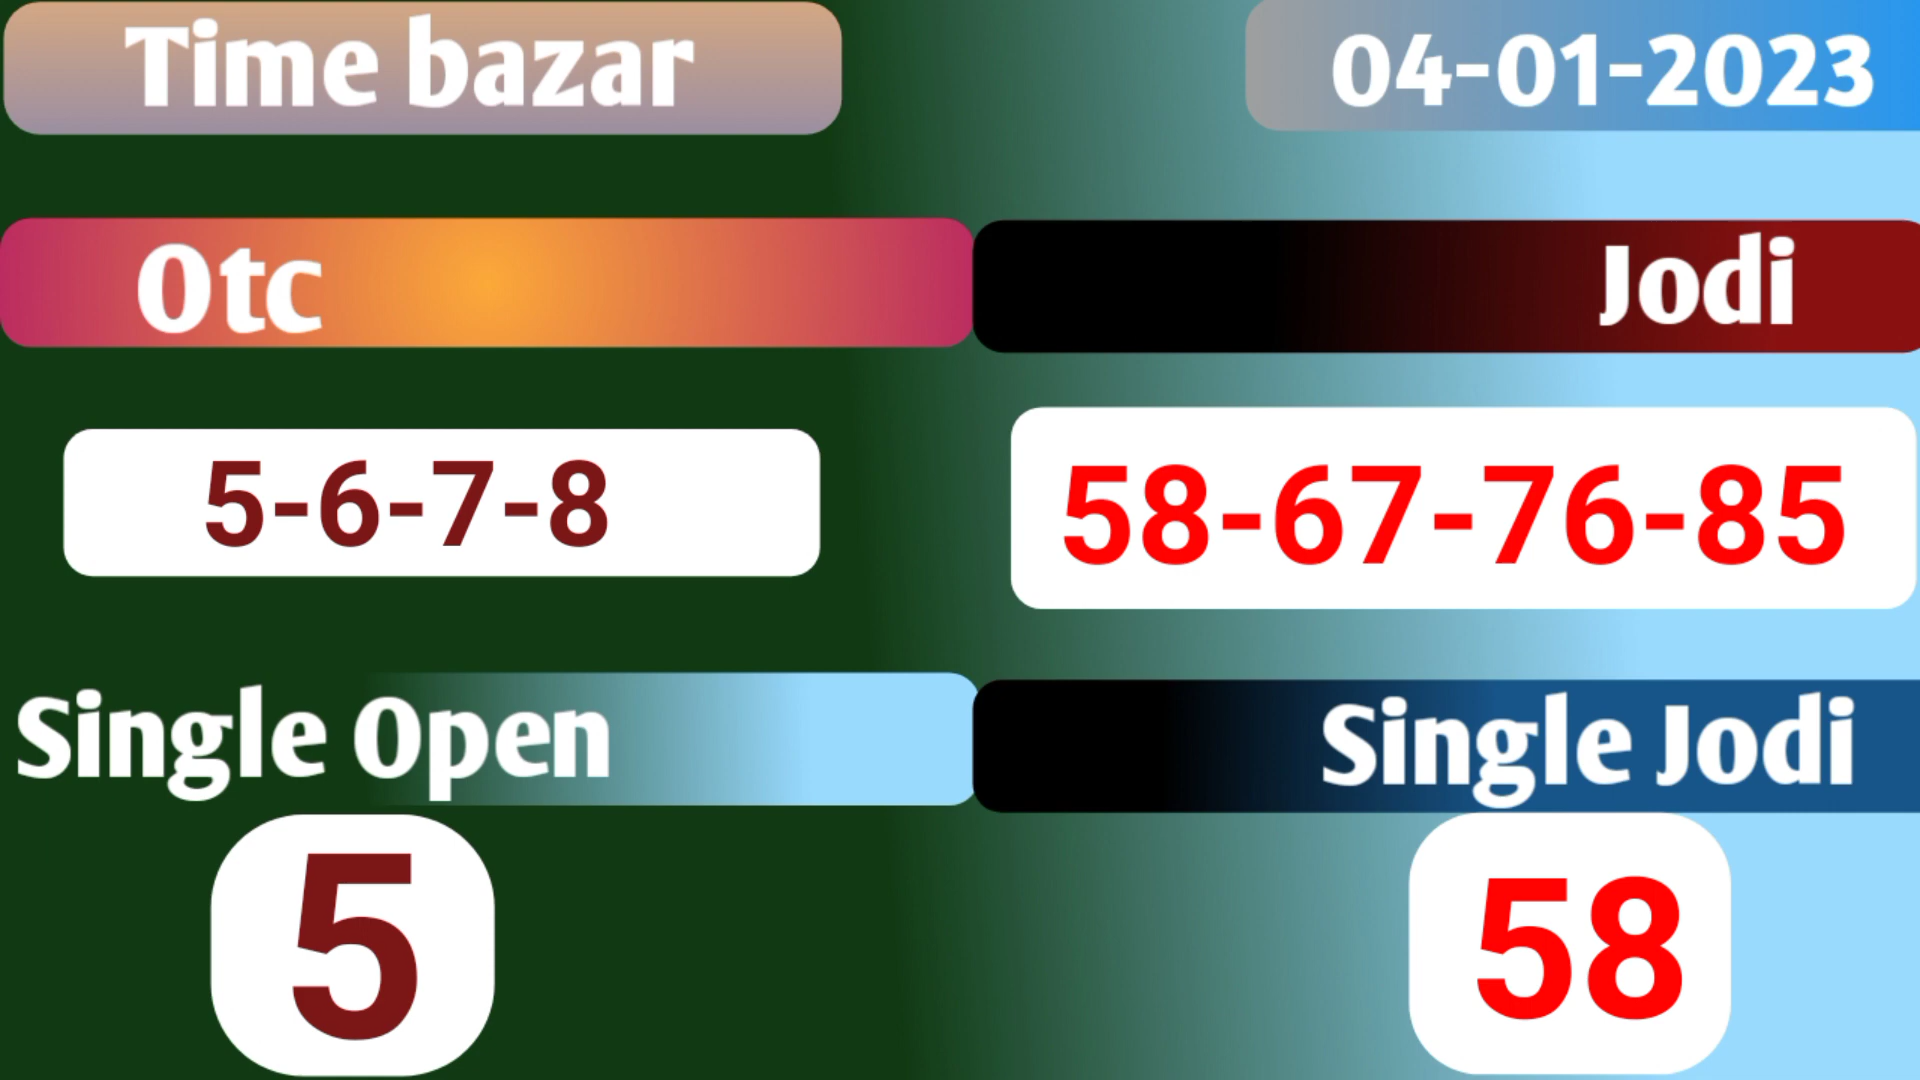 Time bazar
04-01-2023
Otc
Jodi
5-6-7-8
58-67-76-85
Single Open
Single Jodi
5
58